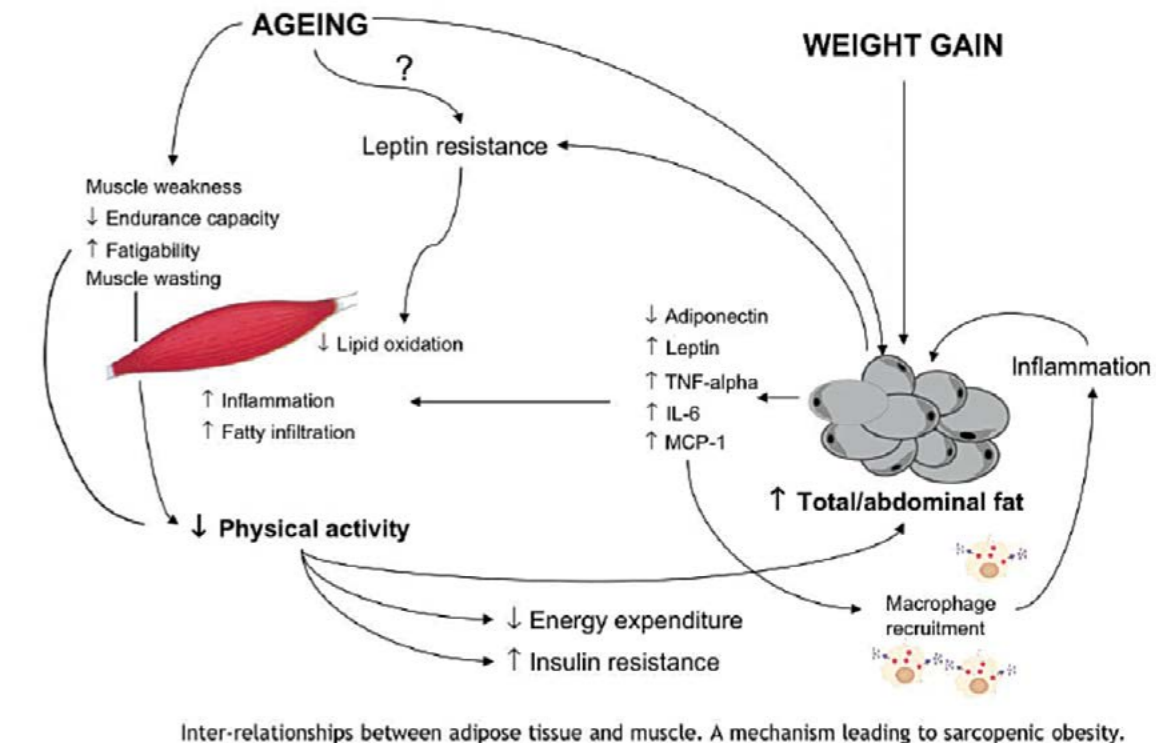 AGEING
WEIGHT GAIN
?
Leptin resistance
Muscle weakness
↓ Endurance capacity
↑ Fatigability
Muscle wasting
↓ Lipid oxidation
↑ Inflammation
↑ Fatty infiltration
↓ Adiponectin
↑ Leptin
↑ TNF-alpha
↑ IL-6
↑ MCP-1
Inflammation
↑ Total/abdominal fat
↓ Physical activity
Macrophage
recruitment
↓ Energy expenditure
↑ Insulin resistance
Inter-relationships between adipose tissue and muscle. A mechanism leading to sarcopenic obesity.